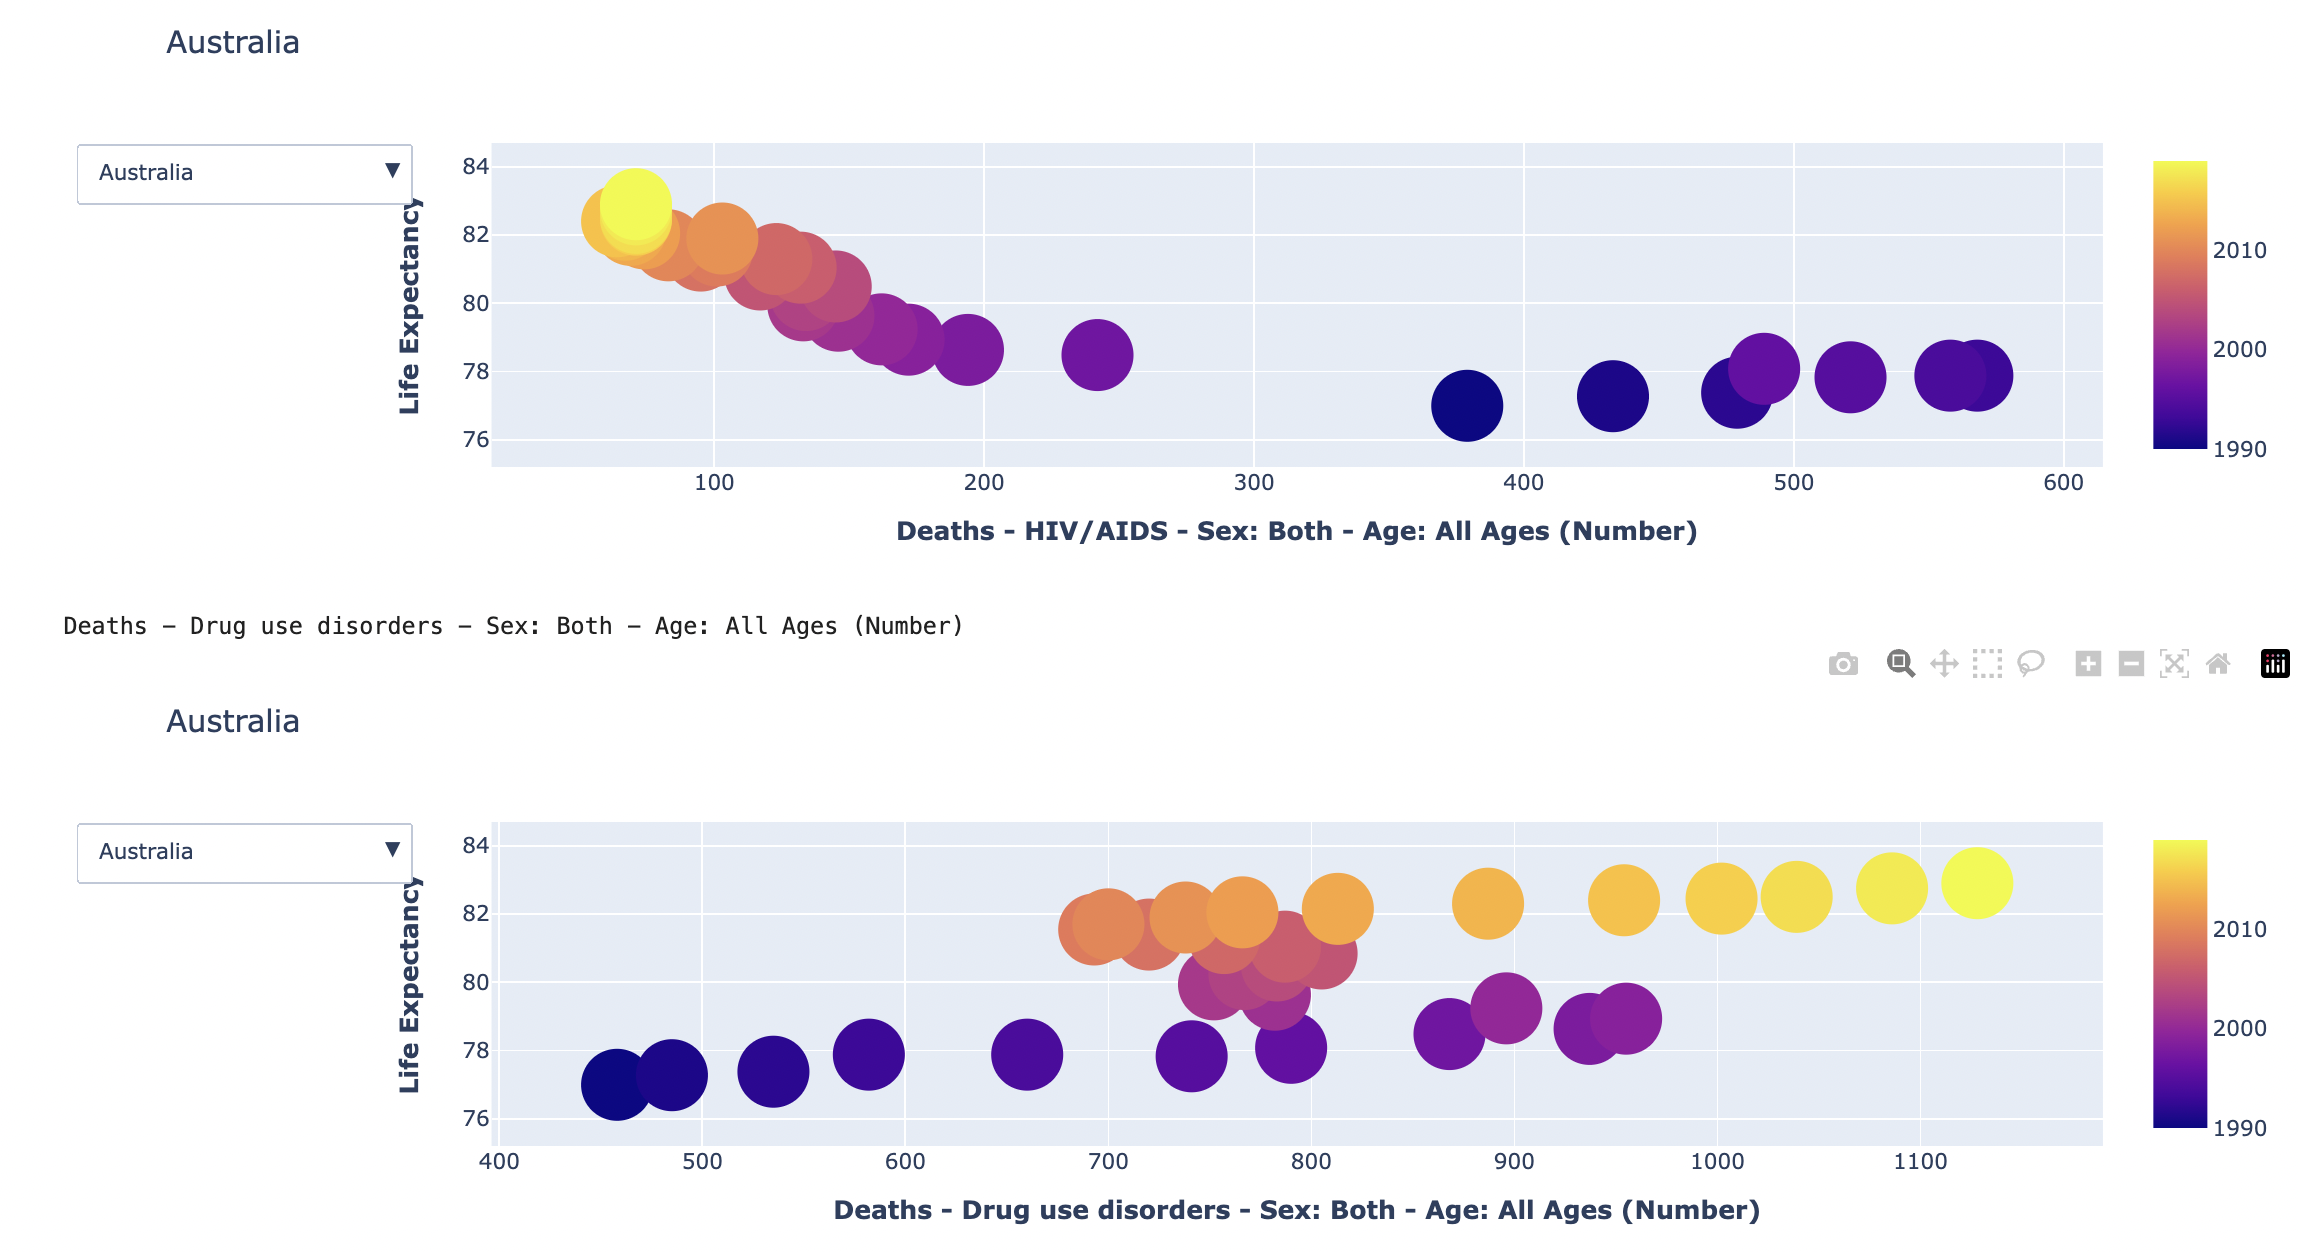 Australia
Australia ▼
Life Expectancy
84
82
80
78
76
100 200 300 400 500 600
Deaths - HIV/AIDS - Sex: Both - Age: All Ages (Number)
2010
2000
1990
Deaths - Drug use disorders - Sex: Both - Age: All Ages (Number)
Australia
Australia ▼
Life Expectancy
84
82
80
78
76
400 500 600 700 800 900 1000 1100
Deaths - Drug use disorders - Sex: Both - Age: All Ages (Number)
2010
2000
1990